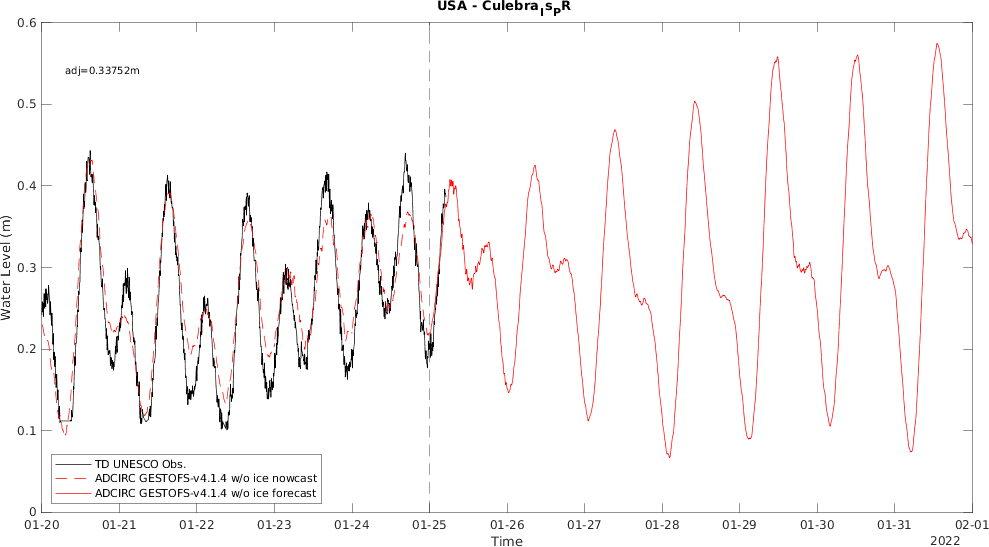 USA - Culebra_Is_PR
adj=0.33752m
Water Level (m)
0.6
0.5
0.4
0.3
0.2
0.1
0
TD UNESCO Obs.
ADCIRC GESTOFS-v4.1.4 w/o ice nowcast
ADCIRC GESTOFS-v4.1.4 w/o ice forecast
01-20 01-21 01-22 01-23 01-24 01-25 01-26 01-27 01-28 01-29 01-30 01-31 02-01
Time
2022